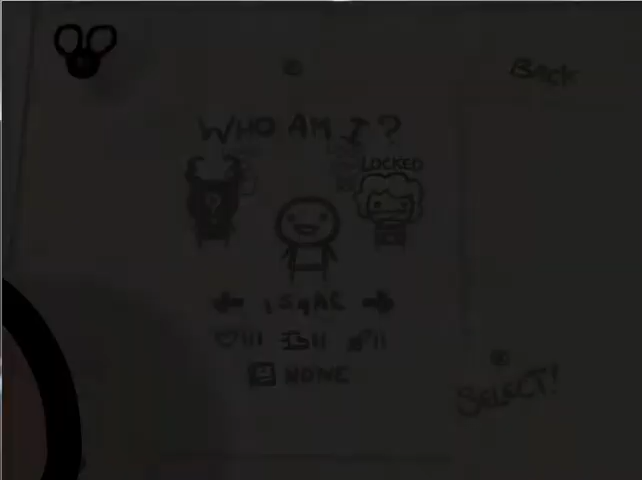 BACK
WHO AM I?
LOCKED
ISAAC
NONE
SELECT!